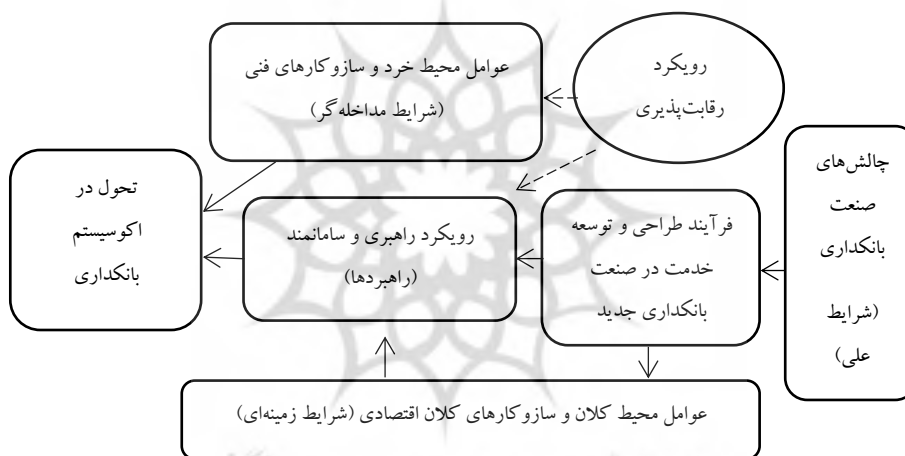 رویکرد
رقابت‌پذیری
عوامل محیط خرد و سازوکارهای فنی
(شرایط مداخله‌گر)
چالش‌های
صنعت
بانکداری
(شرایط
علی)
فرآیند طراحی و توسعه
خدمت در صنعت
بانکداری جدید
رویکرد راهبری و سامانمند
(راهبردها)
تحول در
اکوسیستم
بانکداری
عوامل محیط کلان و سازوکارهای کلان اقتصادی (شرایط زمینه‌ای)